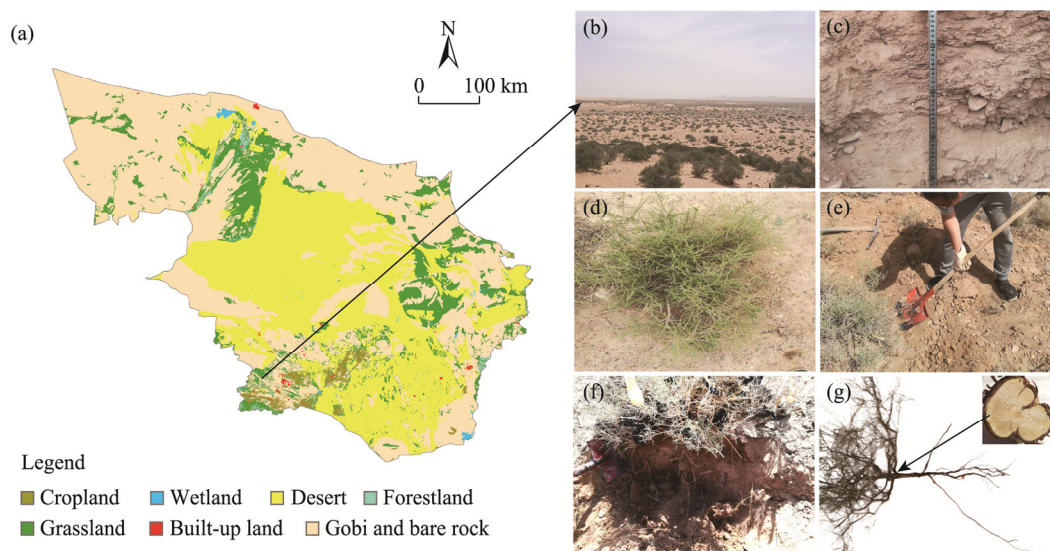 (a)
N
0 100 km
Legend
Cropland Wetland Desert Forestland
Grassland Built-up land Gobi and bare rock
(b)
(c)
(d)
(e)
(f)
(g)